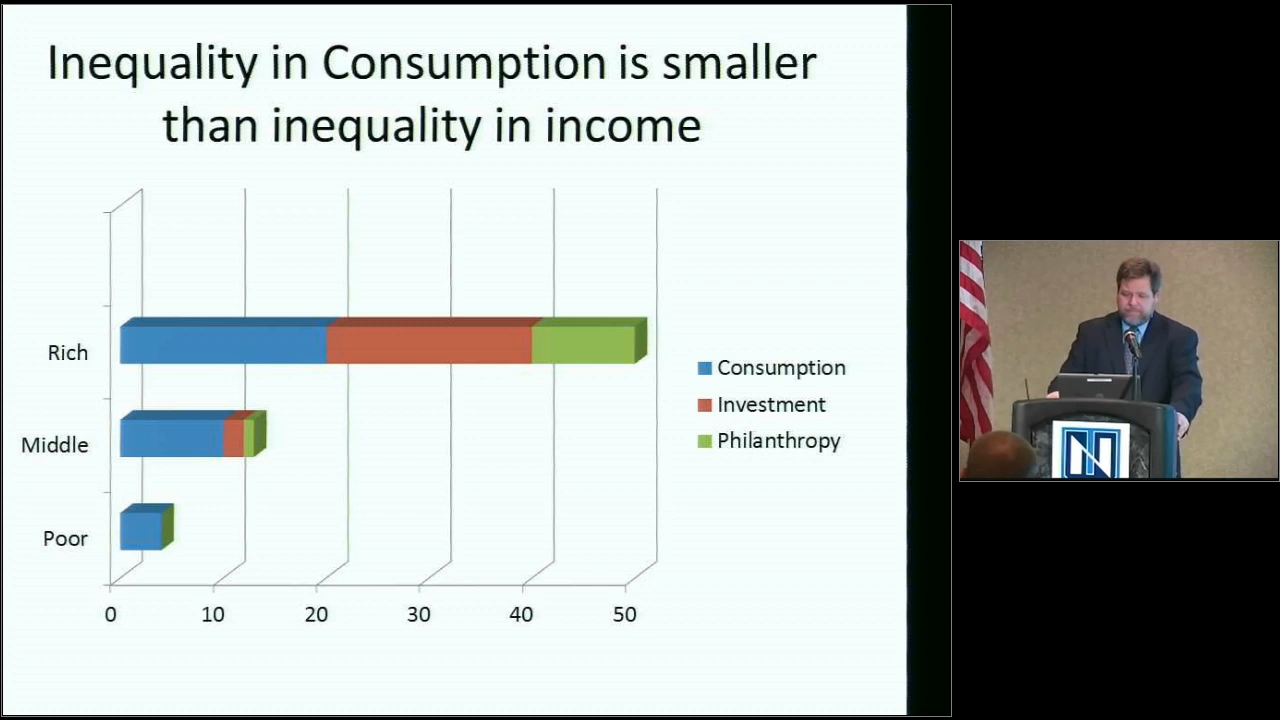 Inequality in Consumption is smaller
than inequality in income
Rich
Middle
Poor
0 10 20 30 40 50
Consumption
Investment
Philanthropy
N